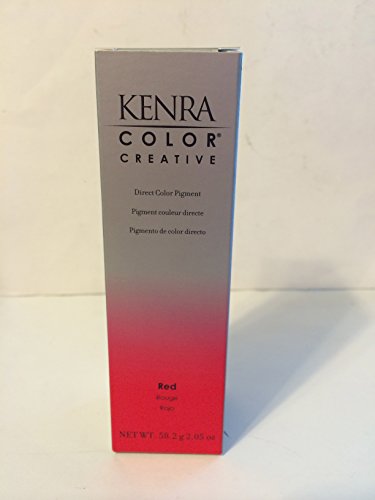 KENRA
COLOR®
CREATIVE
Direct Color Pigment
Pigment couleur directe
Pigmento de color directo
Red
Rouge
Rojo
NET WT. 58.2 g 2.05 oz